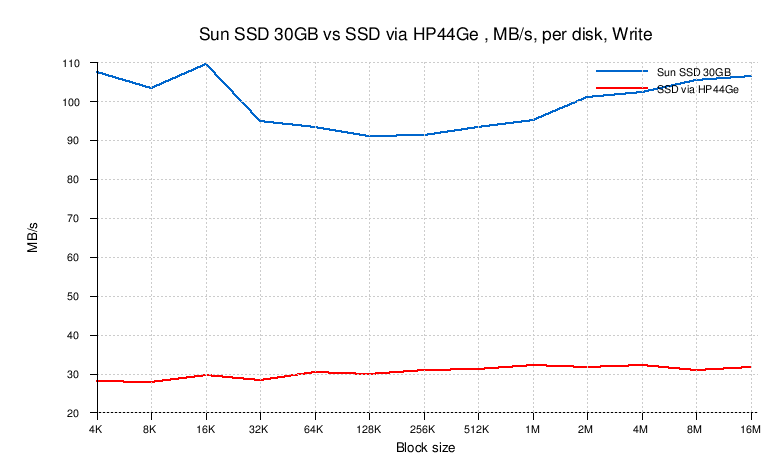 Sun SSD 30GB vs SSD via HP44Ge , MB/s, per disk, Write
110
Sun SSD 30GB
SSD via HP44Ge
100
90
80
70
60
MB/s
50
40
30
20
4K 8K 16K 32K 64K 128K 256K 512K 1M 2M 4M 8M 16M
Block size